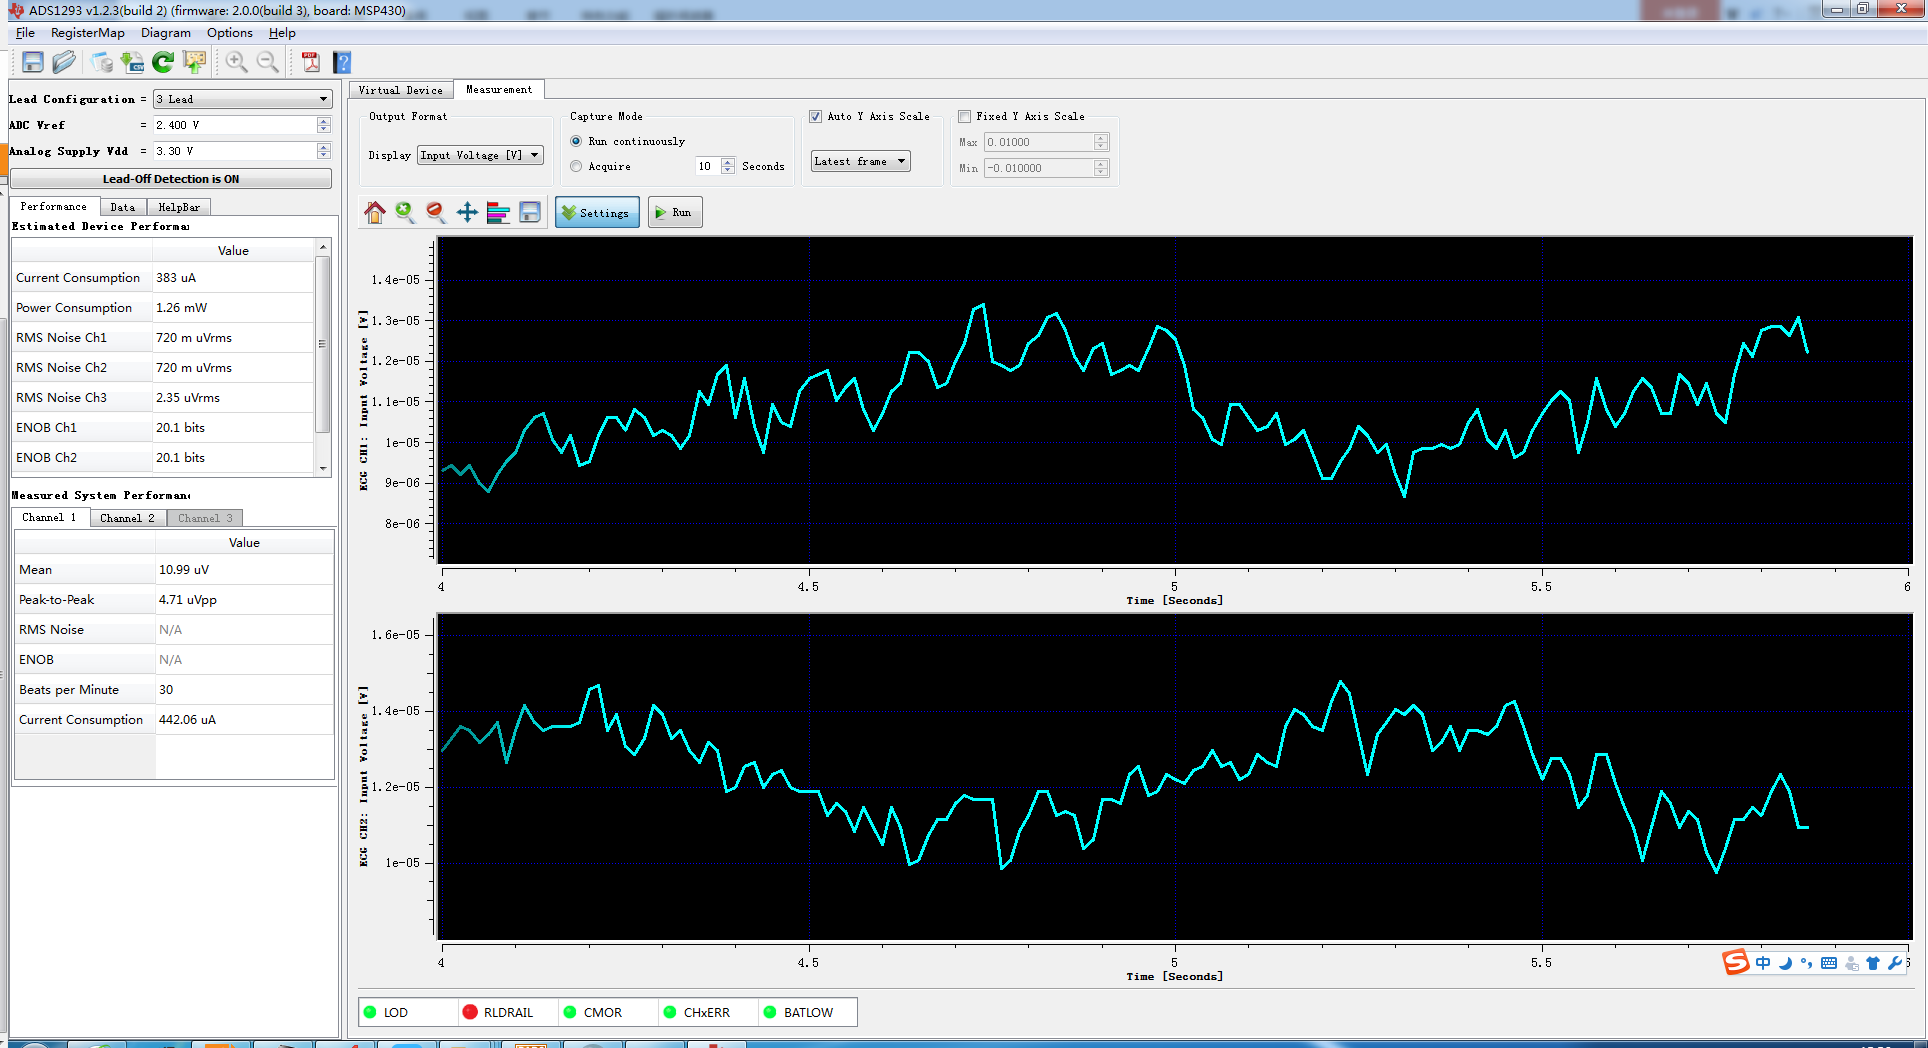 ADS1293 v1.2.3(build 2) (firmware: 2.0.0(build 3), board: MSP430)
File RegisterMap Diagram Options Help
Lead Configuration = 3 Lead
ADC Vref = 2.400 V
Analog Supply Vdd = 3.30 V
Lead-Off Detection is ON
Performance Data HelpBar
Estimated Device Performa
Value
Current Consumption 383 uA
Power Consumption 1.26 mW
RMS Noise Ch1 720 m uVrms
RMS Noise Ch2 720 m uVrms
RMS Noise Ch3 2.35 uVrms
ENOB Ch1 20.1 bits
ENOB Ch2 20.1 bits
Measured System Performanc
Channel 1 Channel 2 Channel 3
Value
Mean 10.99 uV
Peak-to-Peak 4.71 uVpp
RMS Noise N/A
ENOB N/A
Beats per Minute 30
Current Consumption 442.06 uA
Virtual Device Measurement
Output Format
Display Input Voltage [V]
Capture Mode
Run continuously
Acquire 10 Seconds
Auto Y Axis Scale
Latest frame
Fixed Y Axis Scale
Max 0.01000
Min -0.010000
Settings Run
ECG CH1: Input Voltage [V]
1.4e-05
1.3e-05
1.2e-05
1.1e-05
1e-05
9e-06
8e-06
4 4.5 5 5.5 6
Time [Seconds]
ECG CH2: Input Voltage [V]
1.6e-05
1.4e-05
1.2e-05
1e-05
4 4.5 5 5.5
Time [Seconds]
中
LOD RLDRAIL CMOR CHxERR BATLOW